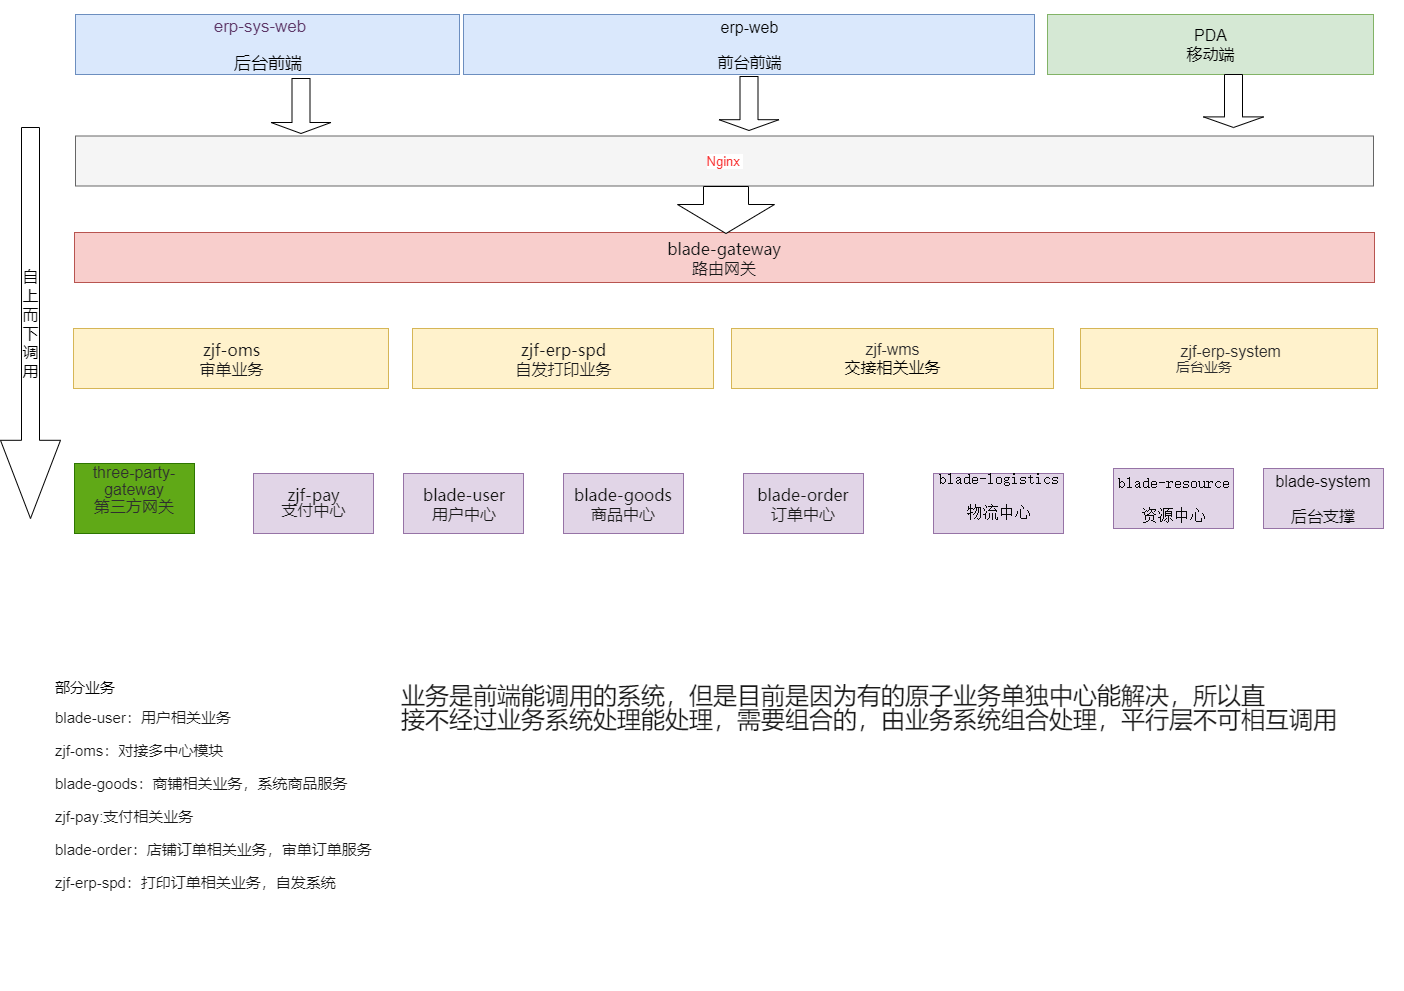 erp-sys-web
后台前端
erp-web
前台前端
PDA
移动端
Nginx
blade-gateway
路由网关
自
上
而
下
调
用
zjf-oms
审单业务
zjf-erp-spd
自发打印业务
zjf-wms
交接相关业务
zjf-erp-system
后台业务
three-party-
gateway
第三方网关
zjf-pay
支付中心
blade-user
用户中心
blade-goods
商品中心
blade-order
订单中心
blade-logistics
物流中心
blade-resource
资源中心
blade-system
后台支撑
部分业务
blade-user：用户相关业务
zjf-oms：对接多中心模块
blade-goods：商铺相关业务，系统商品服务
zjf-pay:支付相关业务
blade-order：店铺订单相关业务，审单订单服务
zjf-erp-spd：打印订单相关业务，自发系统
业务是前端能调用的系统，但是目前是因为有的原子业务单独中心能解决，所以直
接不经过业务系统处理能处理，需要组合的，由业务系统组合处理，平行层不可相互调用